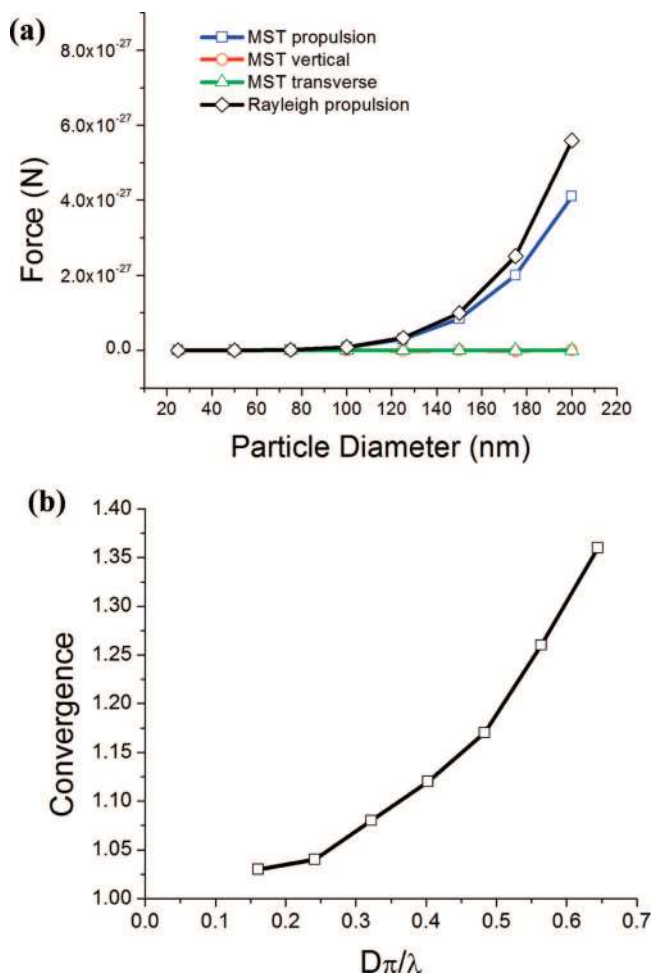 (a)
MST propulsion
MST vertical
MST transverse
Rayleigh propulsion
8.0x10^-27
6.0x10^-27
4.0x10^-27
2.0x10^-27
0.0
Force (N)
20 40 60 80 100 120 140 160 180 200 220
Particle Diameter (nm)
(b)
1.40
1.35
1.30
1.25
1.20
1.15
1.10
1.05
1.00
Convergence
0.0 0.1 0.2 0.3 0.4 0.5 0.6 0.7
Dπ/λ